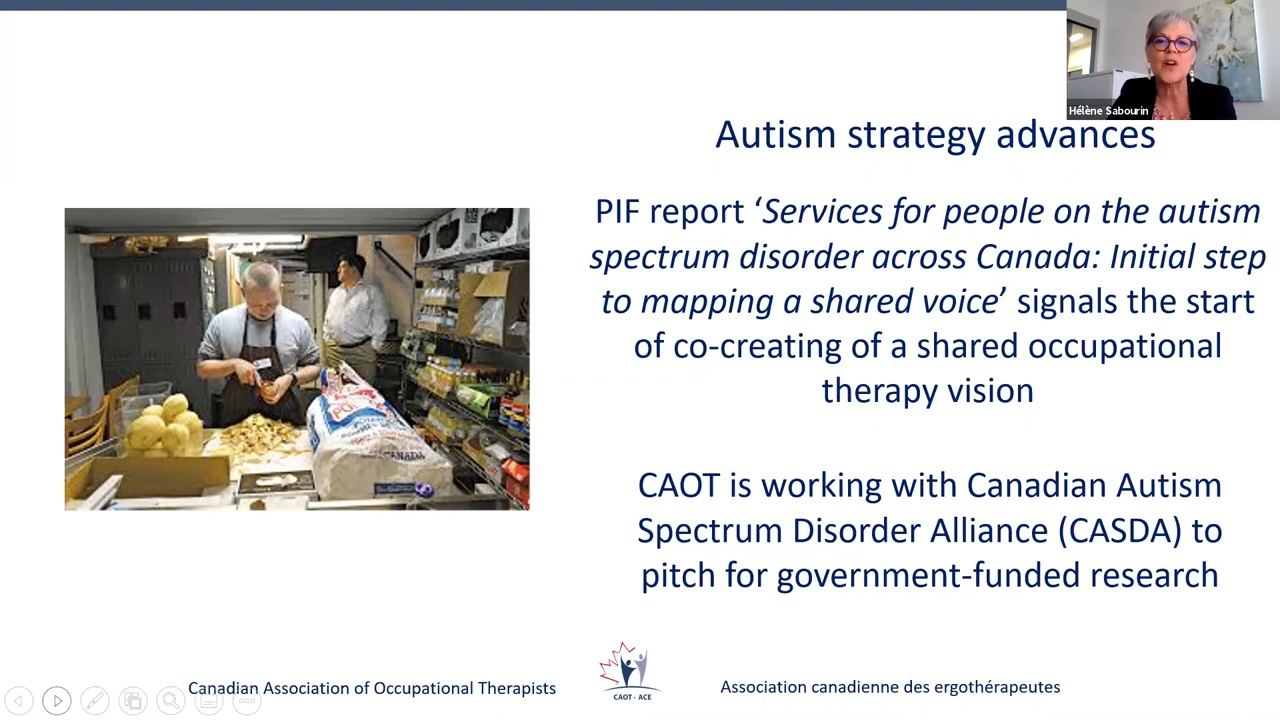 Hélène Sabourin
Autism strategy advances
PIF report ‘Services for people on the autism
spectrum disorder across Canada: Initial step
to mapping a shared voice’ signals the start
of co-creating of a shared occupational
therapy vision
CAOT is working with Canadian Autism
Spectrum Disorder Alliance (CASDA) to
pitch for government-funded research
CANADA
Canadian Association of Occupational Therapists
CAOT - ACE
Association canadienne des ergothérapeutes